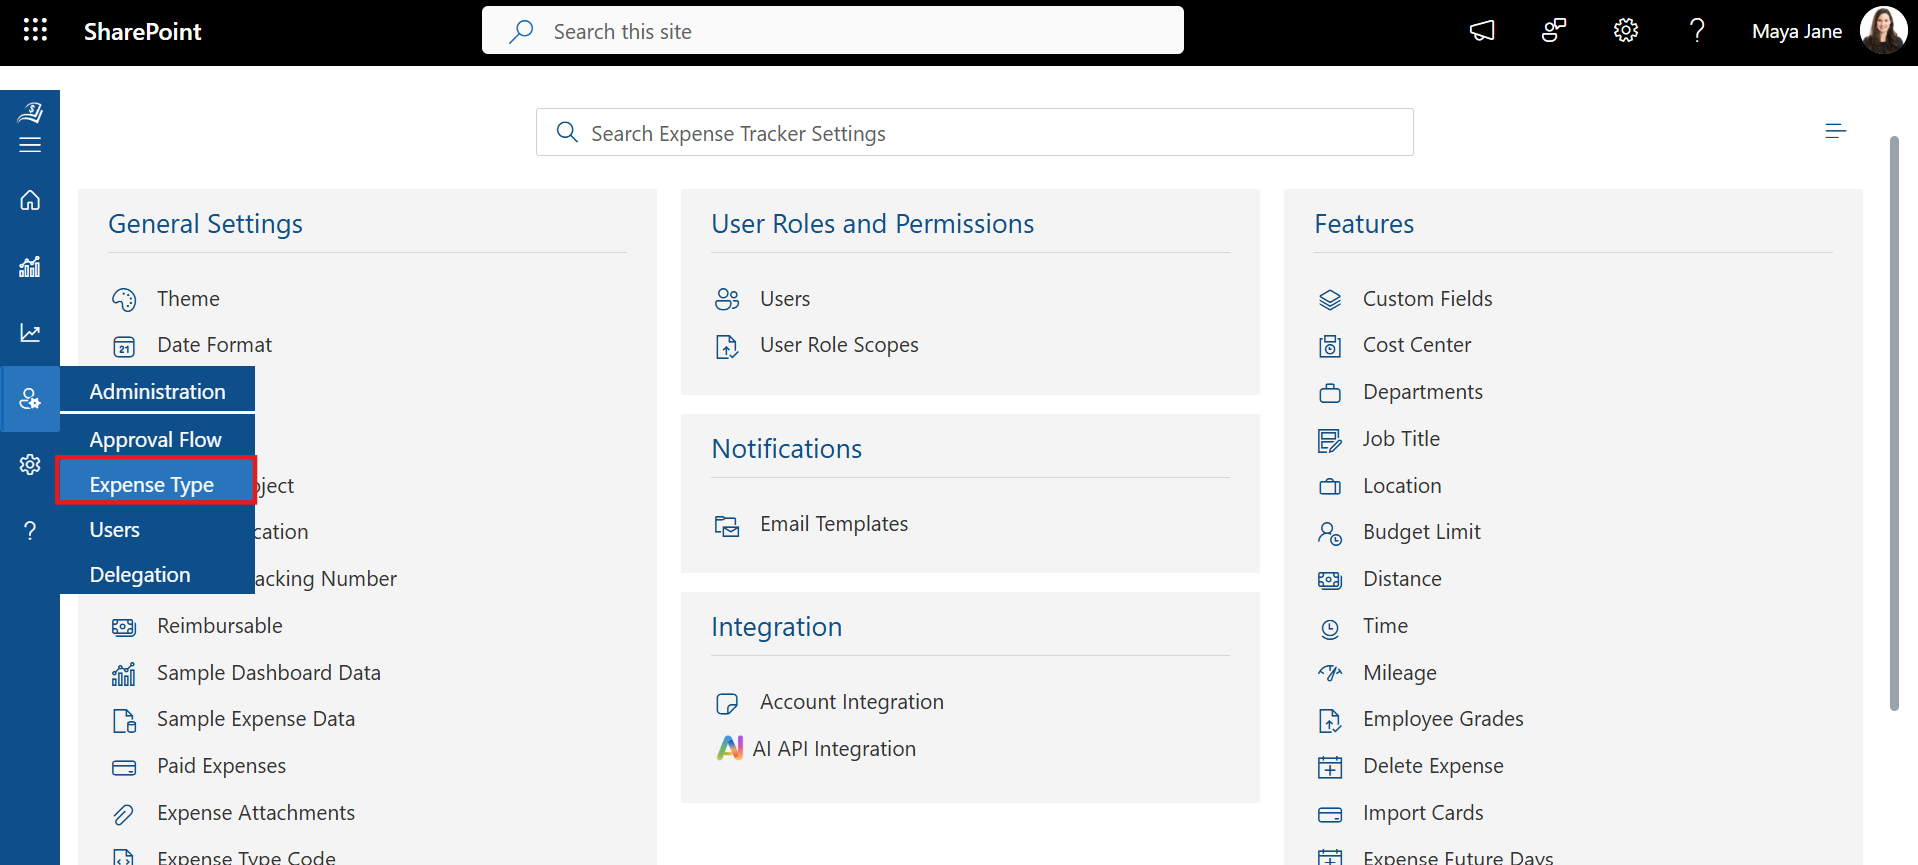 SharePoint
Search this site
Maya Jane
Search Expense Tracker Settings
General Settings
Theme
21
Date Format
Administration
Approval Flow
Expense Type
Users
Delegation
ject
cation
acking Number
Reimbursable
Sample Dashboard Data
Sample Expense Data
Paid Expenses
Expense Attachments
Expense Type Code
User Roles and Permissions
Users
User Role Scopes
Notifications
Email Templates
Integration
Account Integration
AI AI API Integration
Features
Custom Fields
Cost Center
Departments
Job Title
Location
Budget Limit
Distance
Time
Mileage
Employee Grades
Delete Expense
Import Cards
Expense Future Days